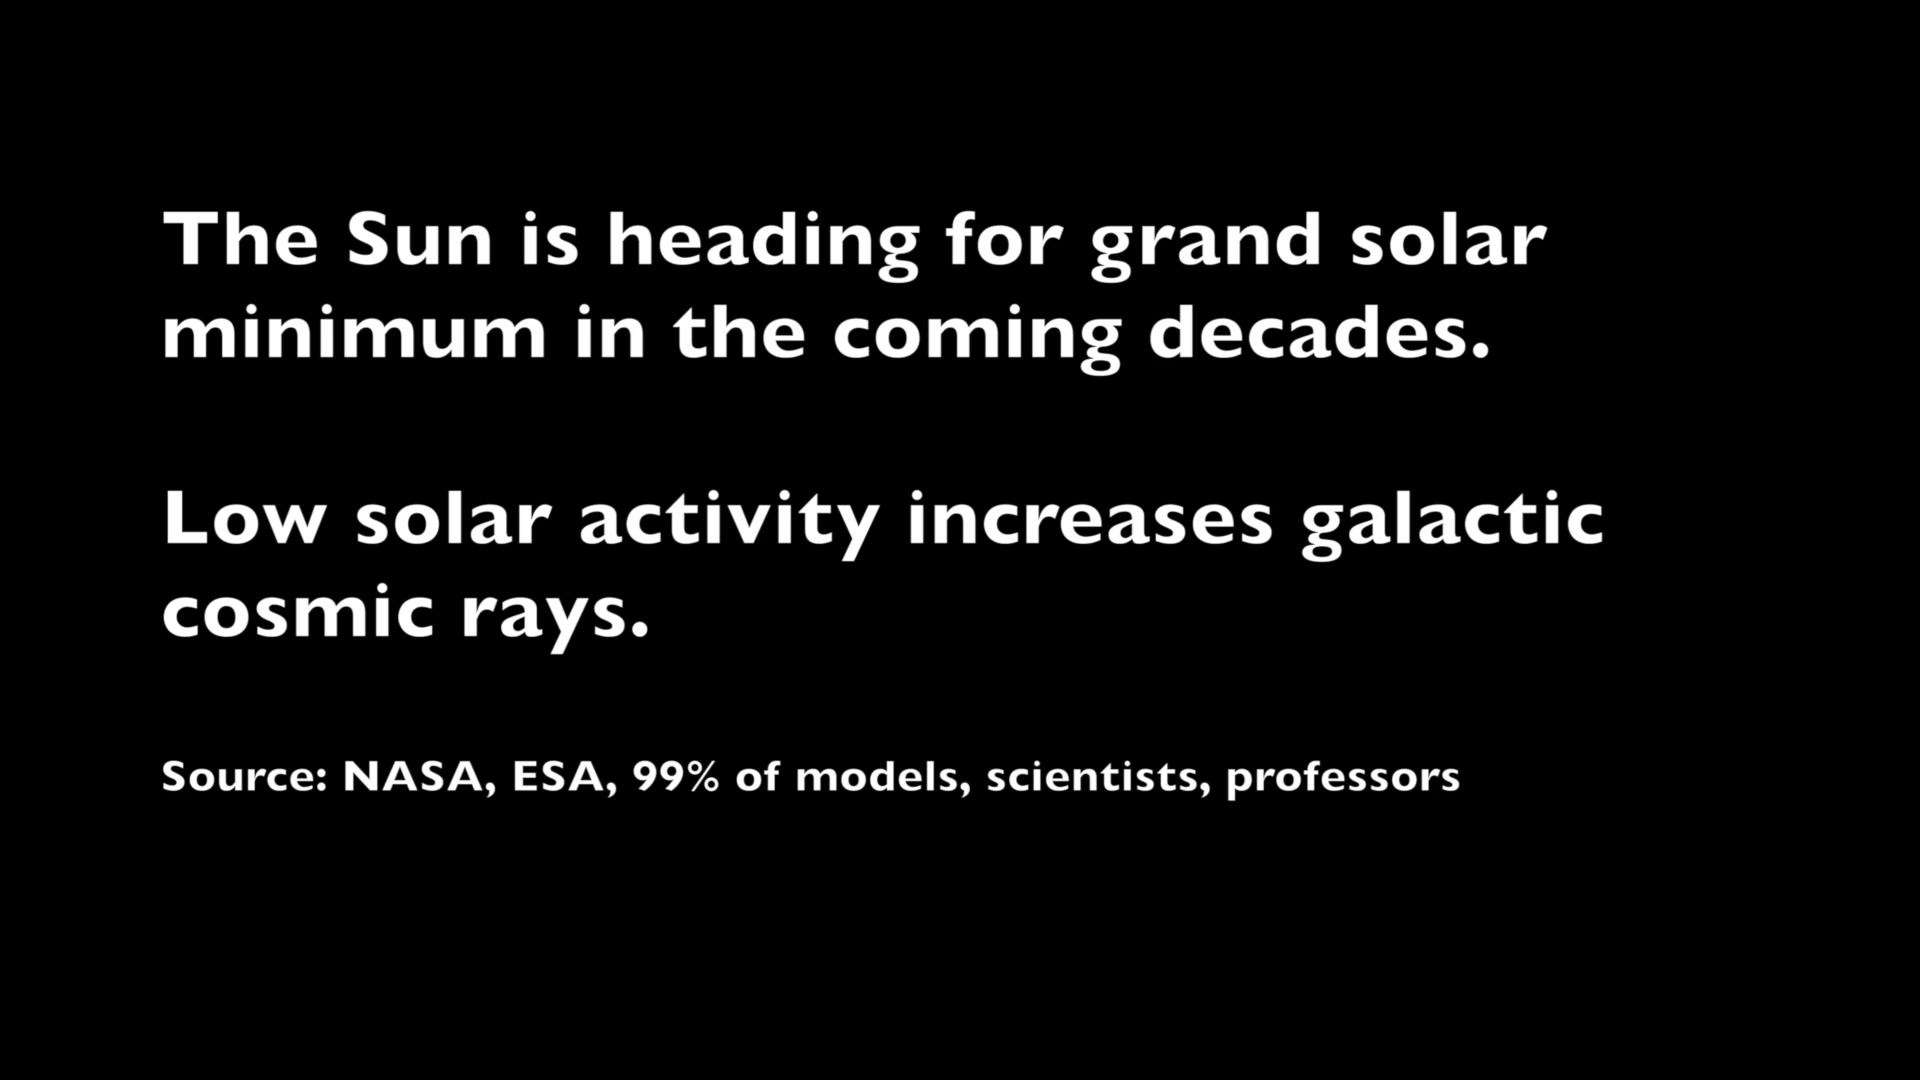 The Sun is heading for grand solar
minimum in the coming decades.
Low solar activity increases galactic
cosmic rays.
Source: NASA, ESA, 99% of models, scientists, professors